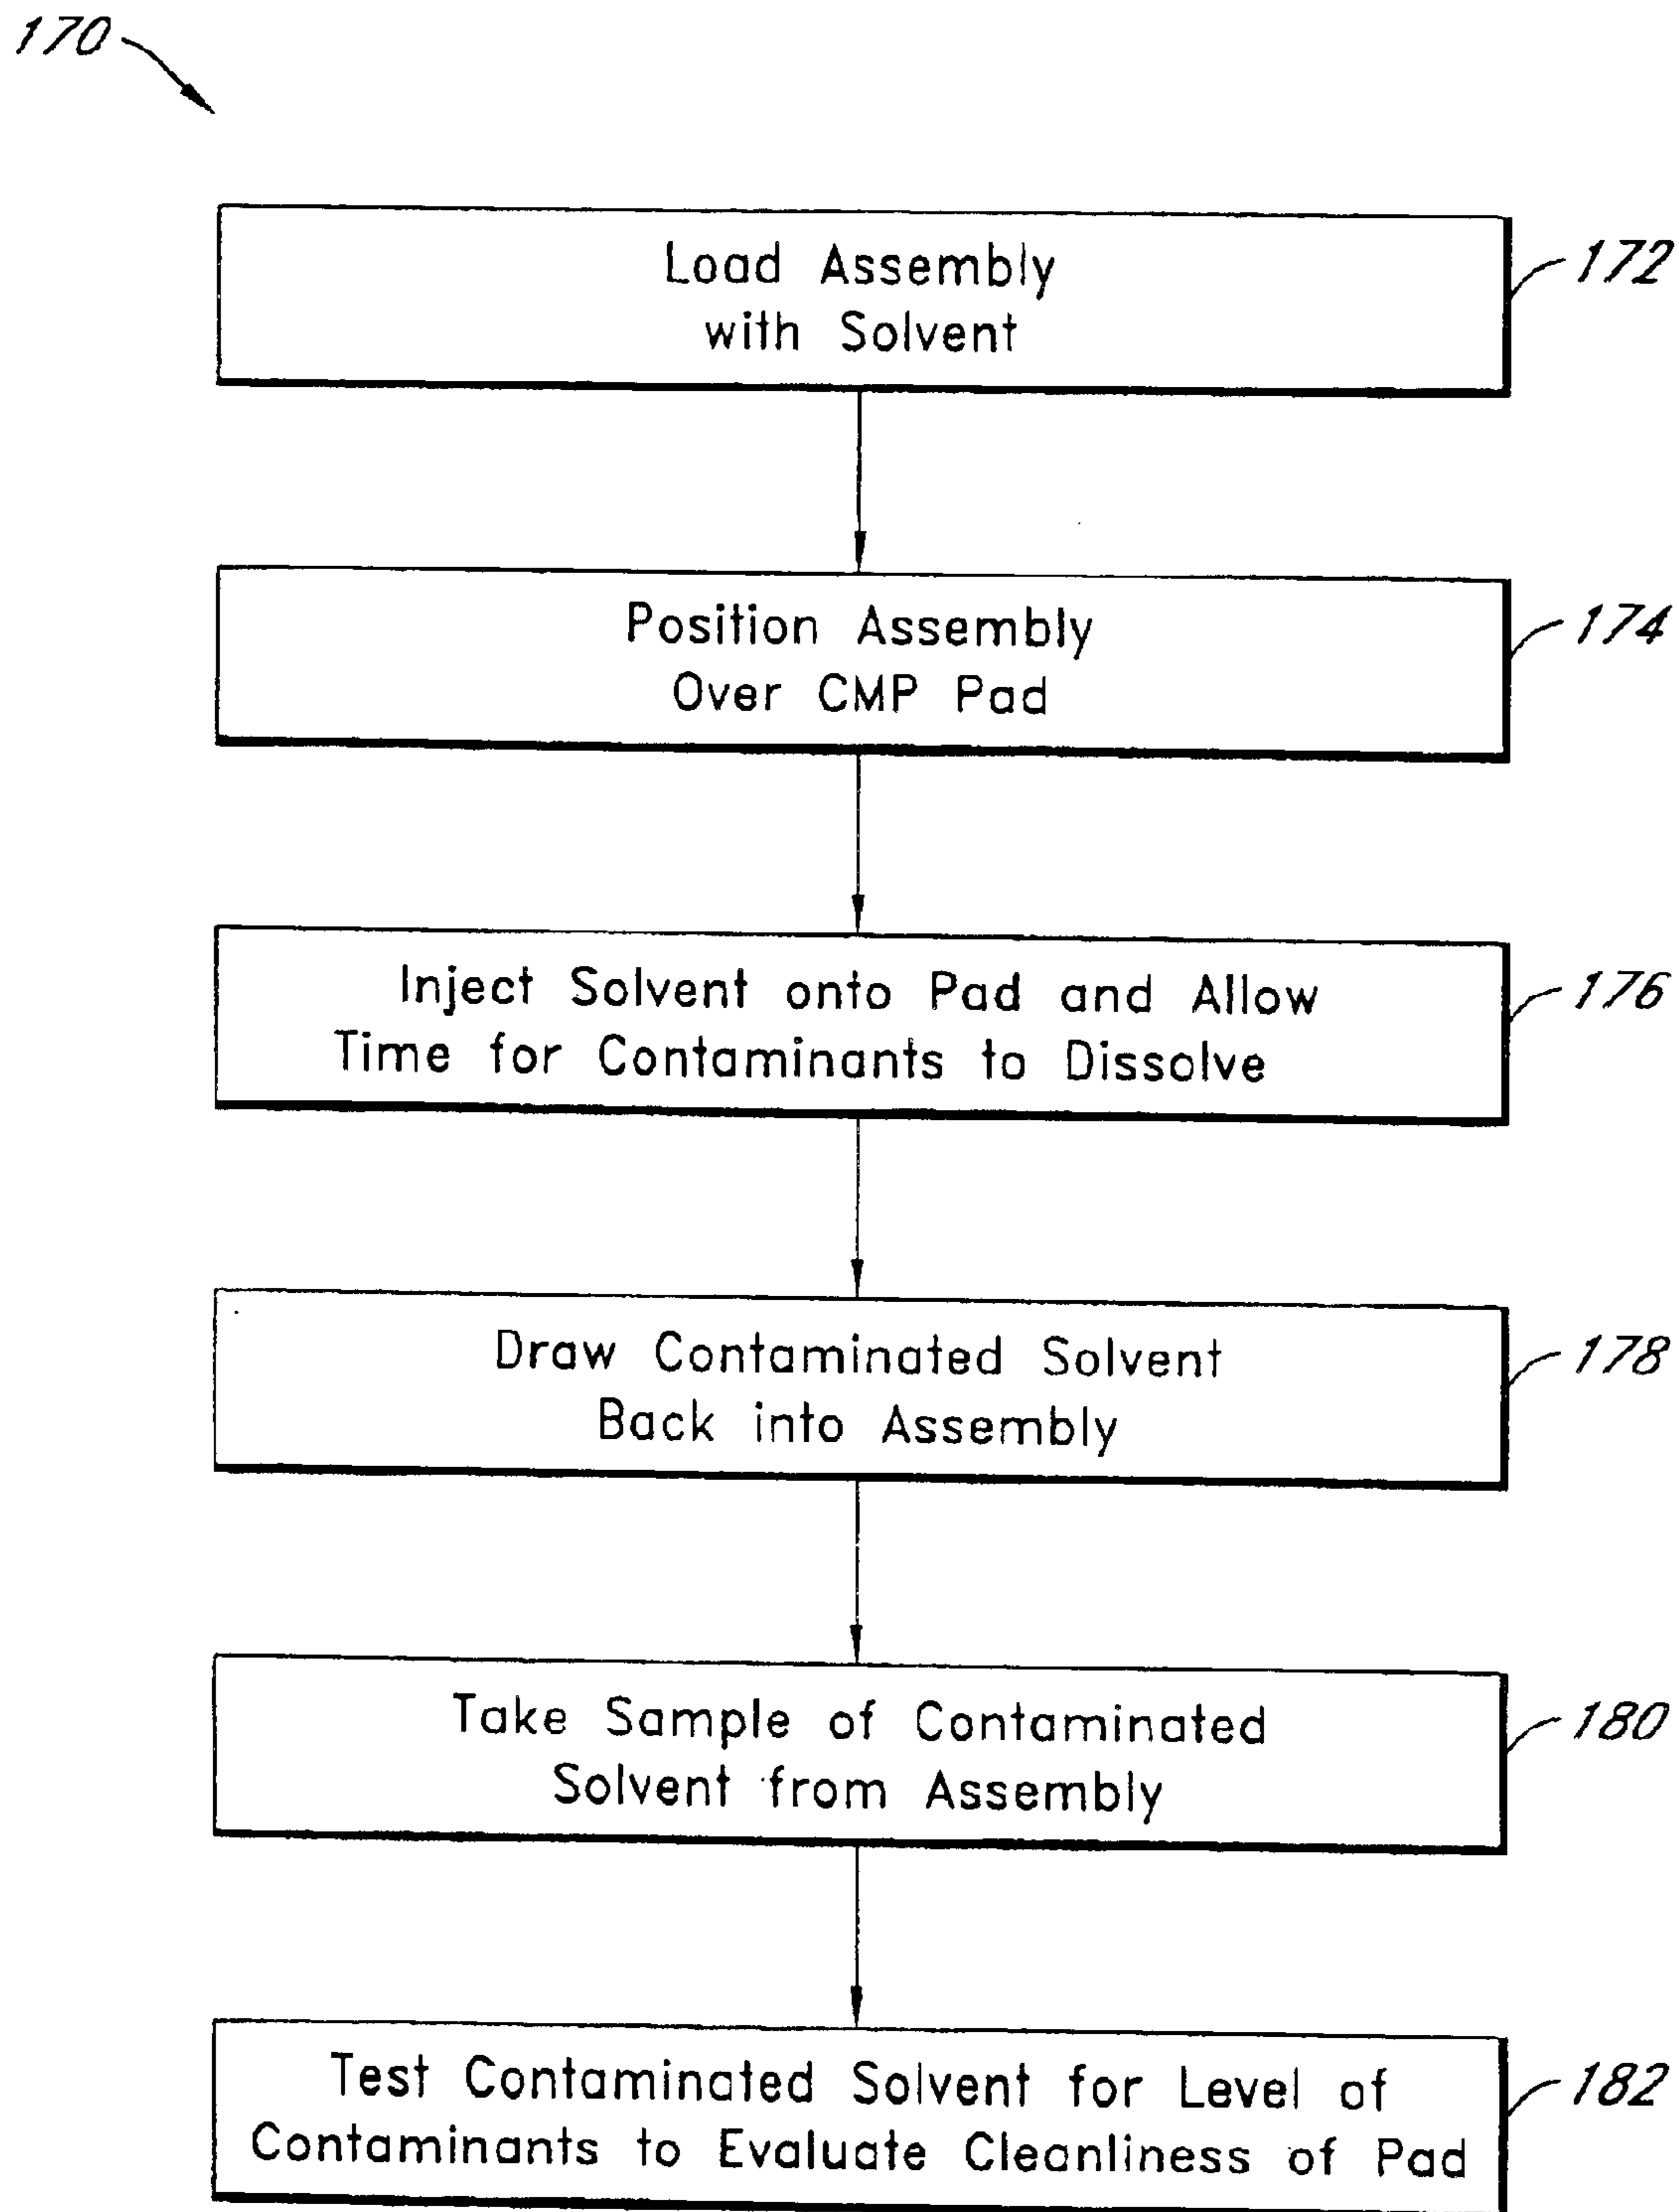 170
Load Assembly
with Solvent
172
Position Assembly
Over CMP Pad
174
Inject Solvent onto Pad and Allow
Time for Contaminants to Dissolve
176
Draw Contaminated Solvent
Back into Assembly
178
Take Sample of Contaminated
Solvent from Assembly
180
Test Contaminated Solvent for Level of
Contaminants to Evaluate Cleanliness of Pad
182